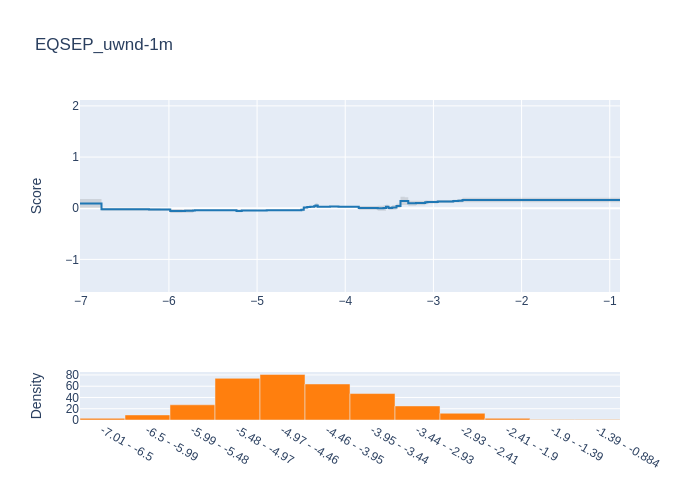 EQSEP_uwnd-1m
Score
2
1
0
−1
−7
−6
−5
−4
−3
−2
−1
Density
80
60
40
20
0
-7.01 - -6.5
-6.5 - -5.99
-5.99 - -5.48
-5.48 - -4.97
-4.97 - -4.46
-4.46 - -3.95
-3.95 - -3.44
-3.44 - -2.93
-2.93 - -2.41
-2.41 - -1.9
-1.9 - -1.39
-1.39 - -0.884